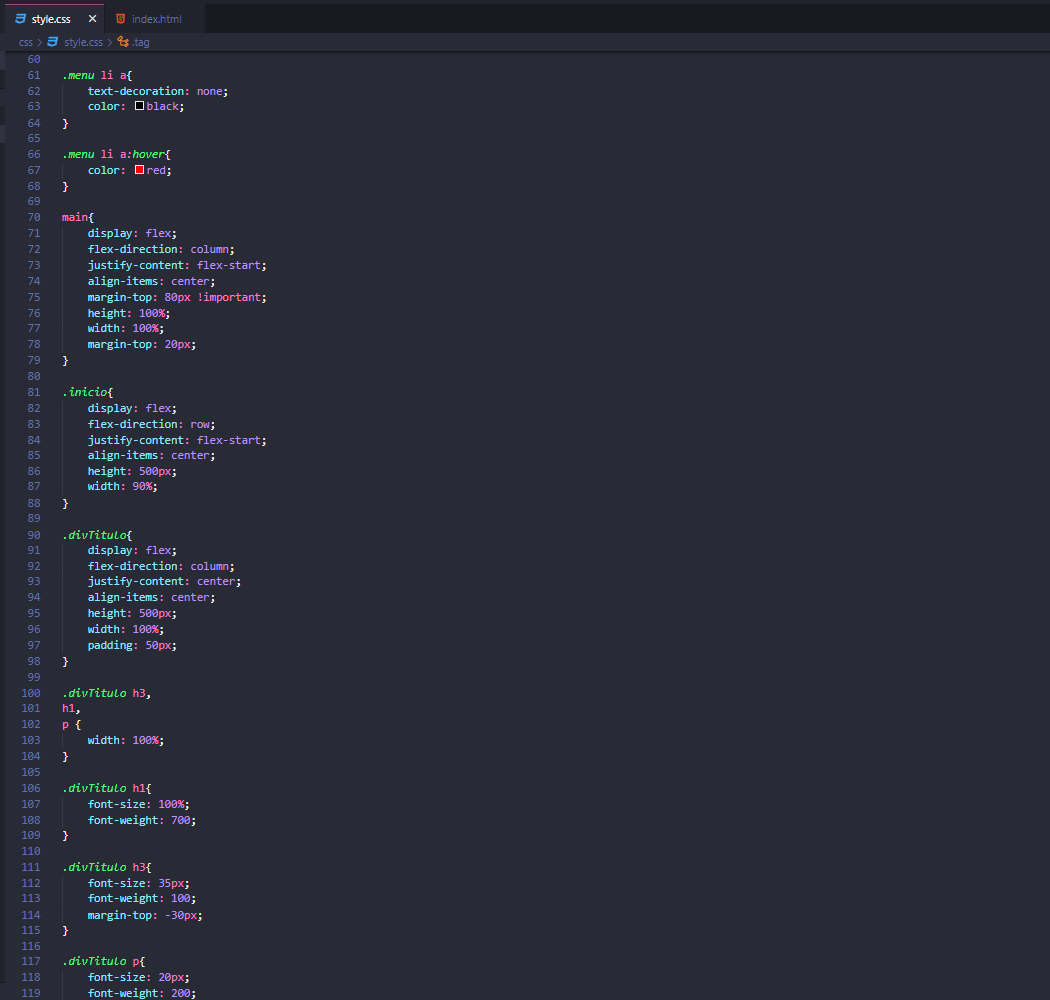 style.css ×
index.html
css > style.css > .tag
60
61 .menu li a{
62     text-decoration: none;
63     color: black;
64 }
65
66 .menu li a:hover{
67     color: red;
68 }
69
70 main{
71     display: flex;
72     flex-direction: column;
73     justify-content: flex-start;
74     align-items: center;
75     margin-top: 80px !important;
76     height: 100%;
77     width: 100%;
78     margin-top: 20px;
79 }
80
81 .inicio{
82     display: flex;
83     flex-direction: row;
84     justify-content: flex-start;
85     align-items: center;
86     height: 500px;
87     width: 90%;
88 }
89
90 .divTitulo{
91     display: flex;
92     flex-direction: column;
93     justify-content: center;
94     align-items: center;
95     height: 500px;
96     width: 100%;
97     padding: 50px;
98 }
99
100 .divTitulo h3,
101 h1,
102 p {
103     width: 100%;
104 }
105
106 .divTitulo h1{
107     font-size: 100%;
108     font-weight: 700;
109 }
110
111 .divTitulo h3{
112     font-size: 35px;
113     font-weight: 100;
114     margin-top: -30px;
115 }
116
117 .divTitulo p{
118     font-size: 20px;
119     font-weight: 200;